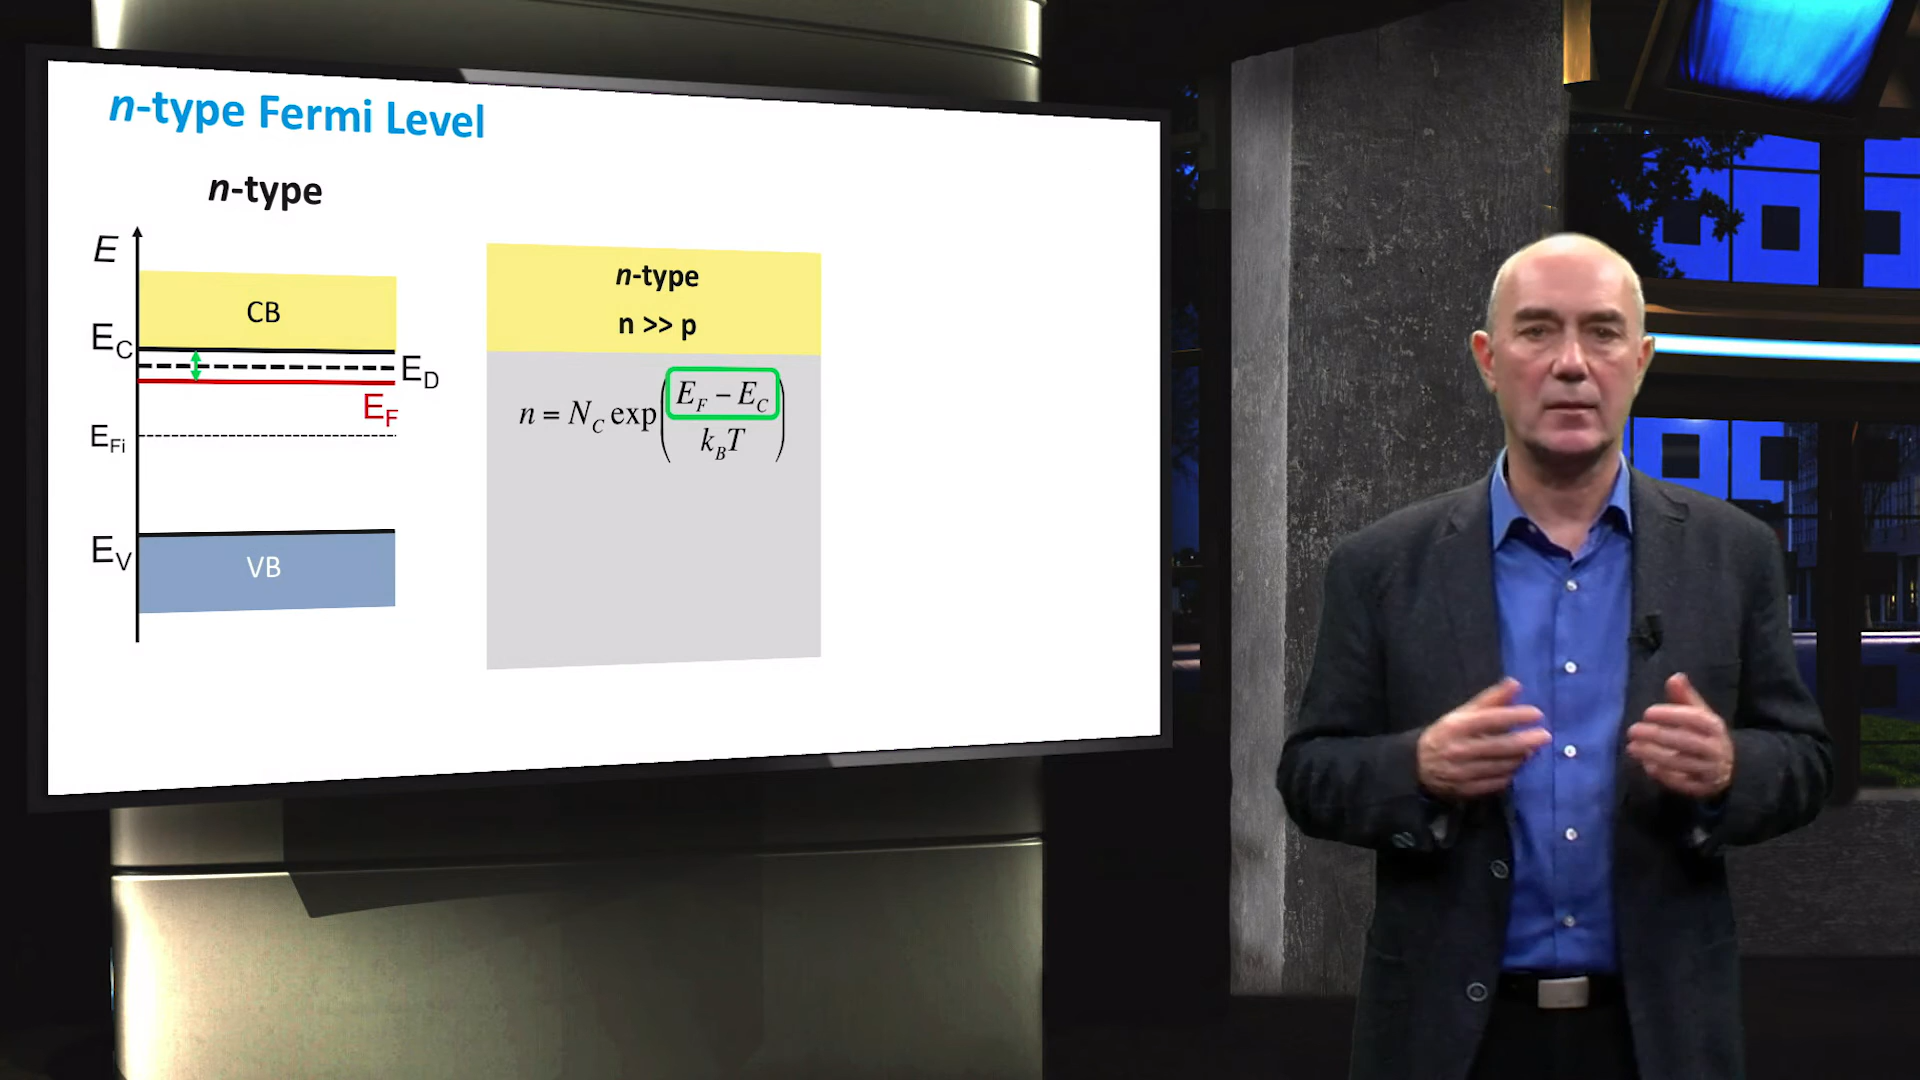 n-type Fermi Level
n-type
E
CB
E_C
E_D
E_F
E_Fi
E_V
VB
n-type
n >> p
n = N_C exp( (E_F − E_C) / (k_B T) )